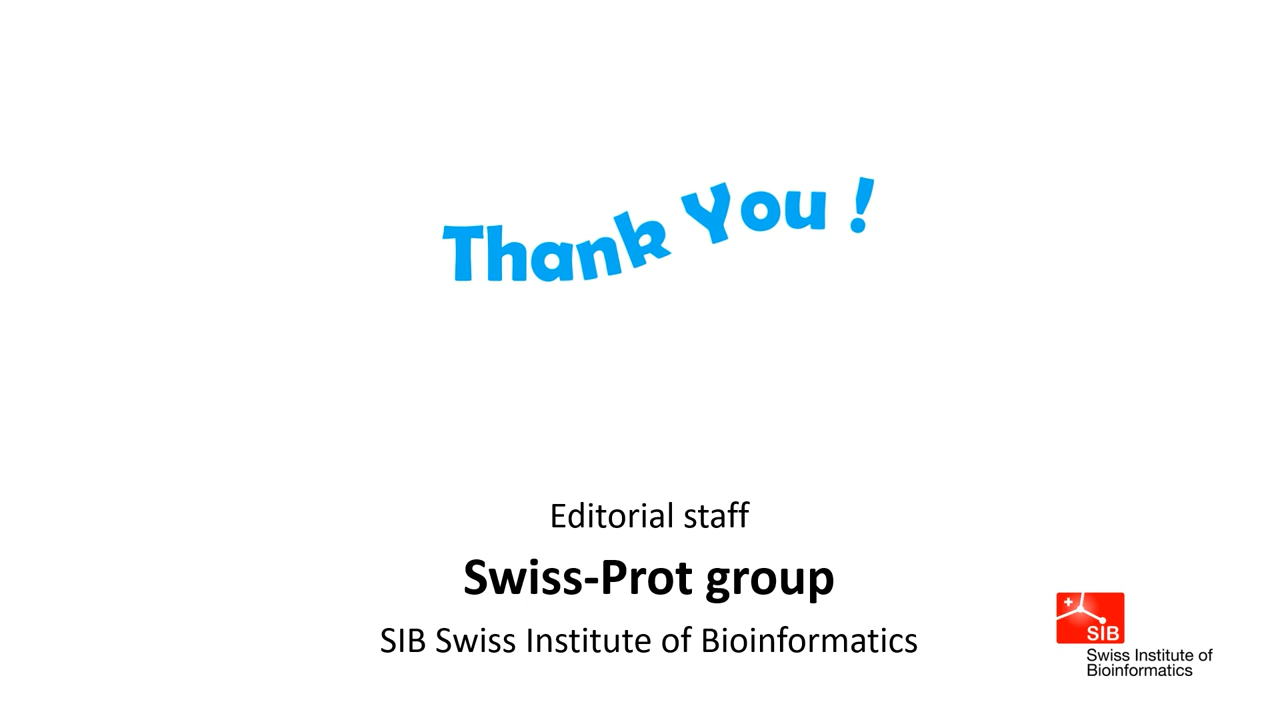 Thank You !
Editorial staff
Swiss-Prot group
SIB Swiss Institute of Bioinformatics
SIB
Swiss Institute of
Bioinformatics